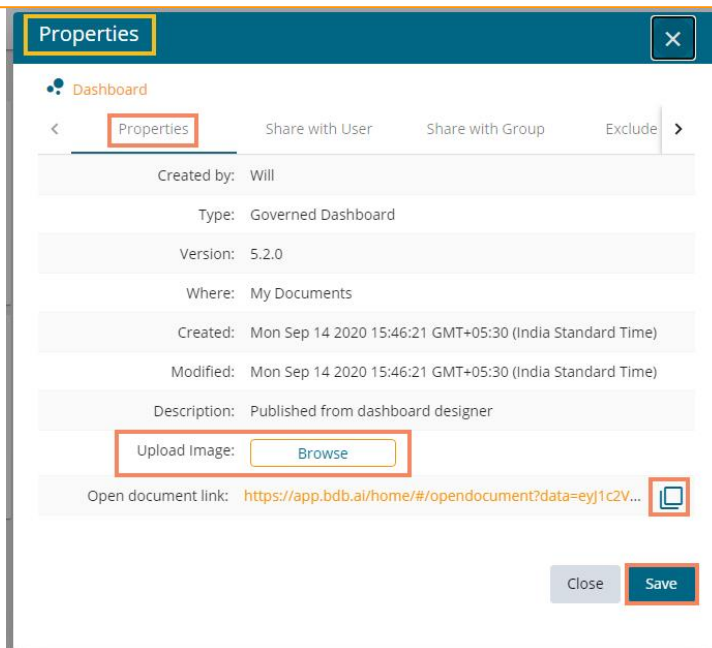 Properties
Dashboard
Properties Share with User Share with Group Exclude
Created by: Will
Type: Governed Dashboard
Version: 5.2.0
Where: My Documents
Created: Mon Sep 14 2020 15:46:21 GMT+05:30 (India Standard Time)
Modified: Mon Sep 14 2020 15:46:21 GMT+05:30 (India Standard Time)
Description: Published from dashboard designer
Upload Image: Browse
Open document link: https://app.bdb.ai/home/#/opendocument?data=eyJ1c2V...
Close Save